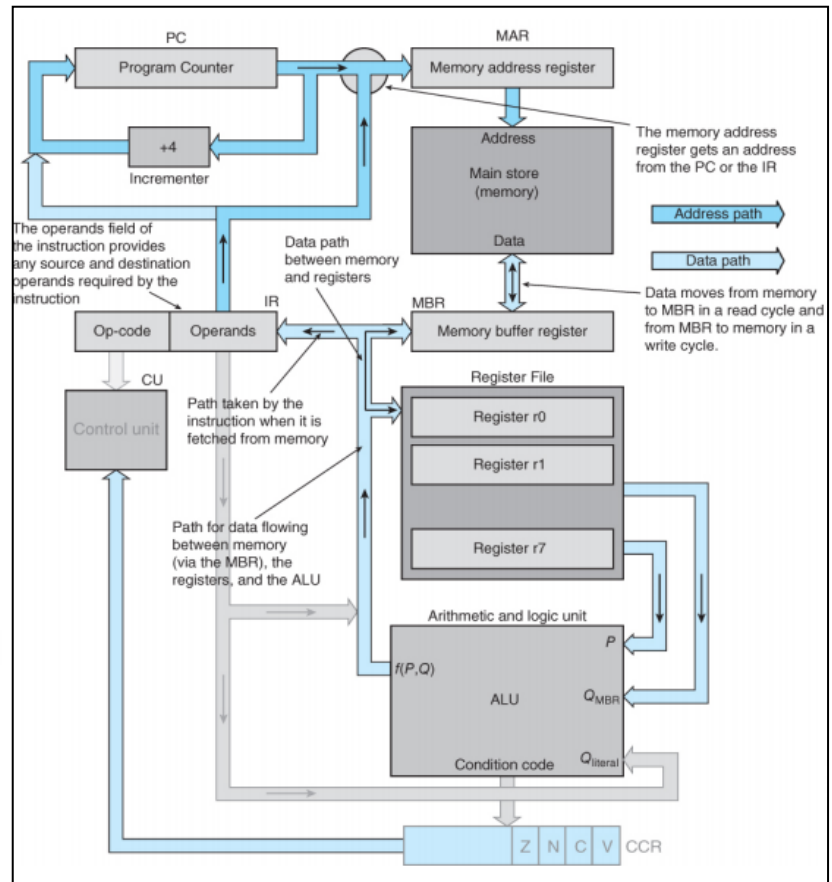 PC
Program Counter
MAR
Memory address register
+4
Incrementer
Address
Main store
(memory)
Data
The memory address
register gets an address
from the PC or the IR
Address path
Data path
The operands field of
the instruction provides
any source and destination
operands required by the
instruction
Data path
between memory
and registers
Data moves from memory
to MBR in a read cycle and
from MBR to memory in a
write cycle.
IR
Op-code
Operands
MBR
Memory buffer register
CU
Control unit
Path taken by the
instruction when it is
fetched from memory
Register File
Register r0
Register r1
Register r7
Path for data flowing
between memory
(via the MBR), the
registers, and the ALU
Arithmetic and logic unit
P
f(P,Q)
ALU
QMBR
Qliteral
Condition code
Z N C V CCR